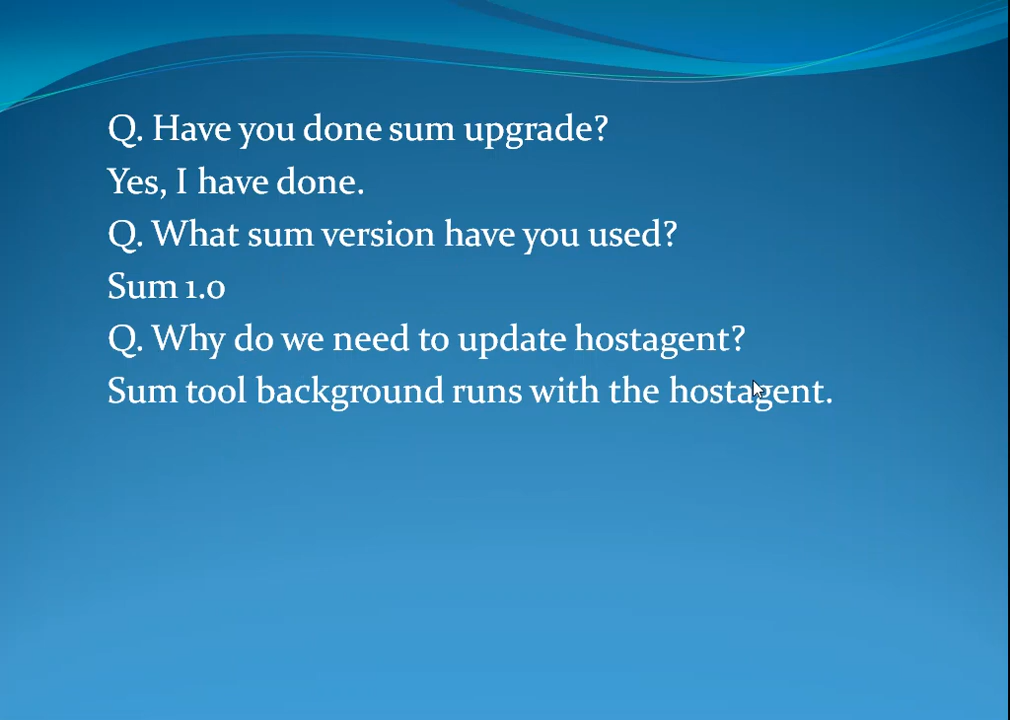 Q. Have you done sum upgrade?
Yes, I have done.
Q. What sum version have you used?
Sum 1.0
Q. Why do we need to update hostagent?
Sum tool background runs with the hostagent.